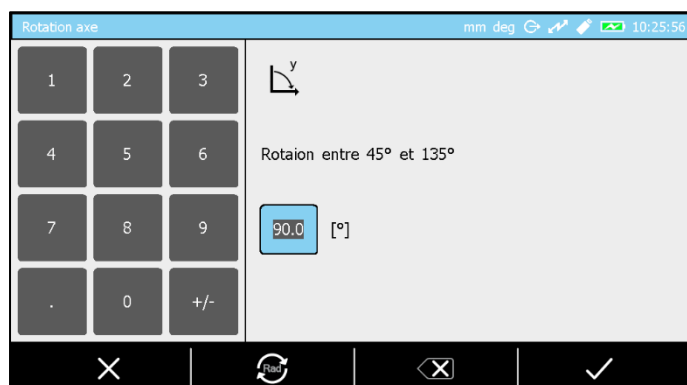 Rotation axe mm deg 10:25:56
1 2 3
y
4 5 6
Rotaion entre 45° et 135°
7 8 9
90.0 [°]
. 0 +/-
Rad